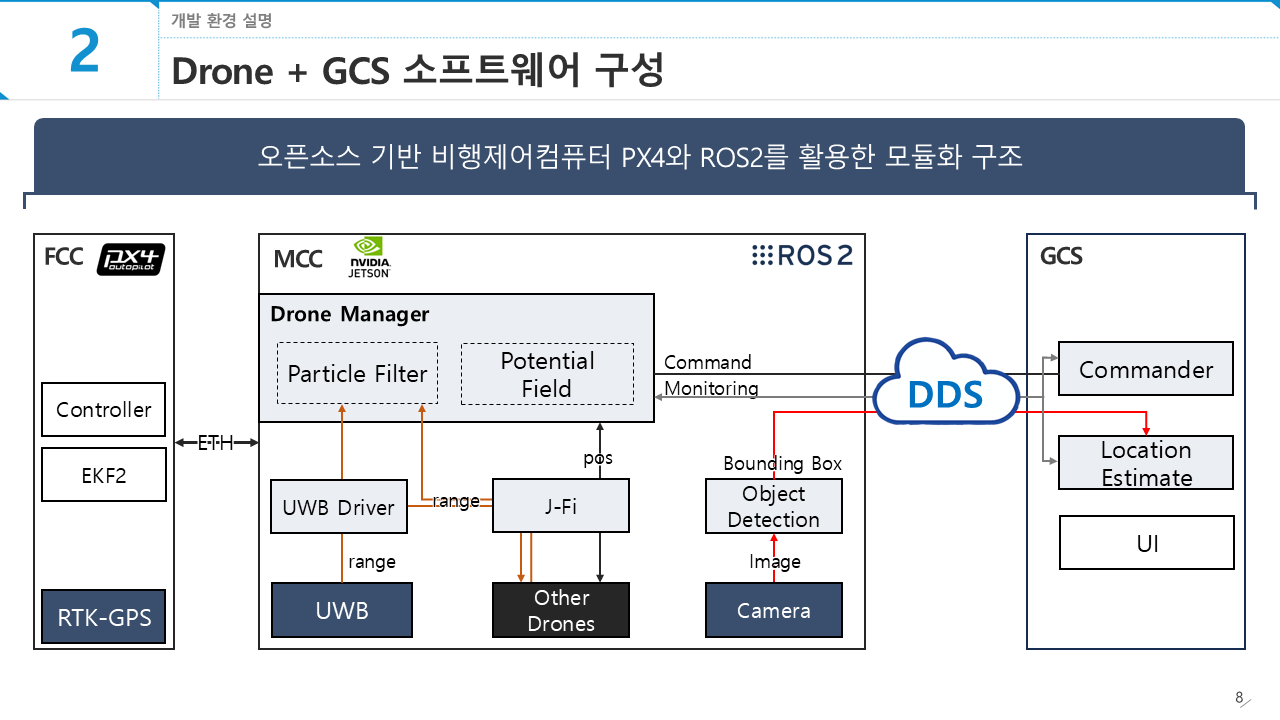 2
개발 환경 설명
Drone + GCS 소프트웨어 구성
오픈소스 기반 비행제어컴퓨터 PX4와 ROS2를 활용한 모듈화 구조
FCC
px4
autopilot
Controller
EKF2
RTK-GPS
ETH
MCC
NVIDIA.
JETSON
ROS 2
Drone Manager
Particle Filter
Potential
Field
Command
Monitoring
pos
range
UWB Driver
J-Fi
range
UWB
Other
Drones
Bounding Box
Object
Detection
Image
Camera
DDS
GCS
Commander
Location
Estimate
UI
8